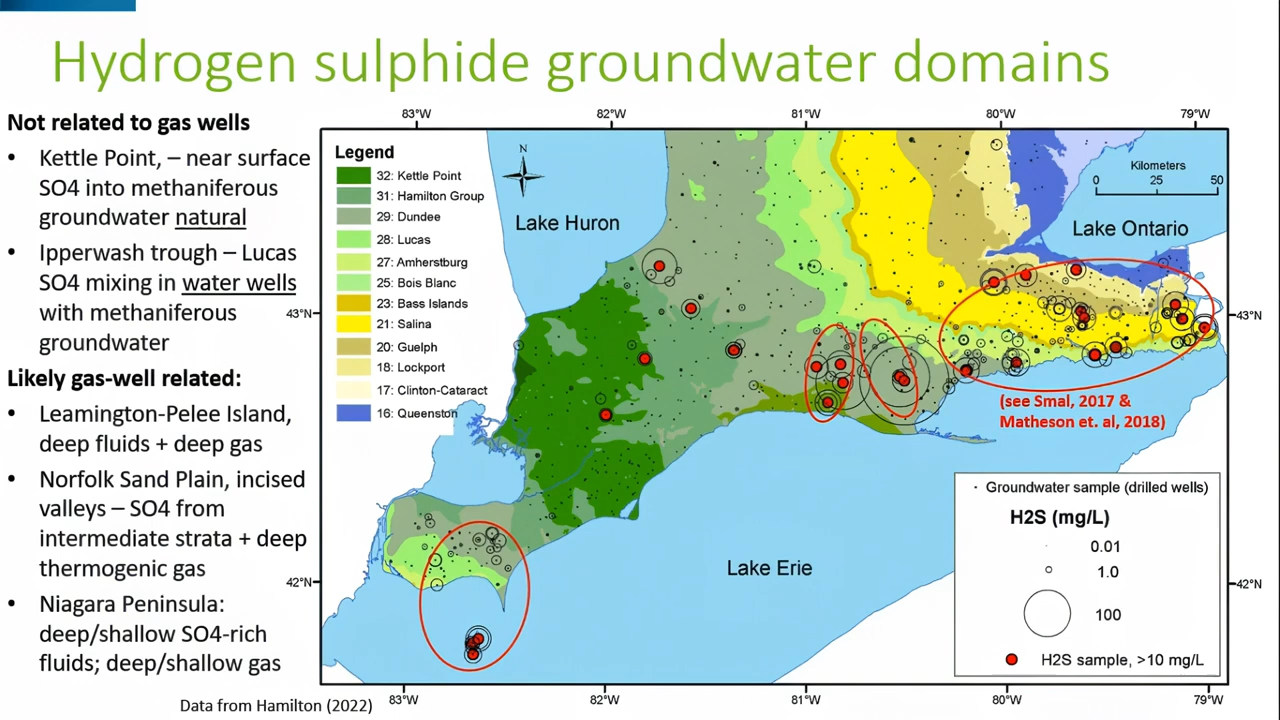 Hydrogen sulphide groundwater domains
Not related to gas wells
• Kettle Point, – near surface
SO4 into methaniferous
groundwater natural
• Ipperwash trough – Lucas
SO4 mixing in water wells
with methaniferous
groundwater
Likely gas-well related:
• Leamington-Pelee Island,
deep fluids + deep gas
• Norfolk Sand Plain, incised
valleys – SO4 from
intermediate strata + deep
thermogenic gas
• Niagara Peninsula:
deep/shallow SO4-rich
fluids; deep/shallow gas
Data from Hamilton (2022)
83°W 82°W 81°W 80°W 79°W
Legend
32: Kettle Point
31: Hamilton Group
29: Dundee
28: Lucas
27: Amherstburg
25: Bois Blanc
23: Bass Islands
21: Salina
20: Guelph
18: Lockport
17: Clinton-Cataract
16: Queenston
N
Lake Huron
Kilometers
0 25 50
Lake Ontario
43°N 43°N
(see Smal, 2017 &
Matheson et. al, 2018)
Lake Erie
42°N 42°N
Groundwater sample (drilled wells)
H2S (mg/L)
0.01
1.0
100
H2S sample, >10 mg/L
83°W 82°W 81°W 80°W 79°W